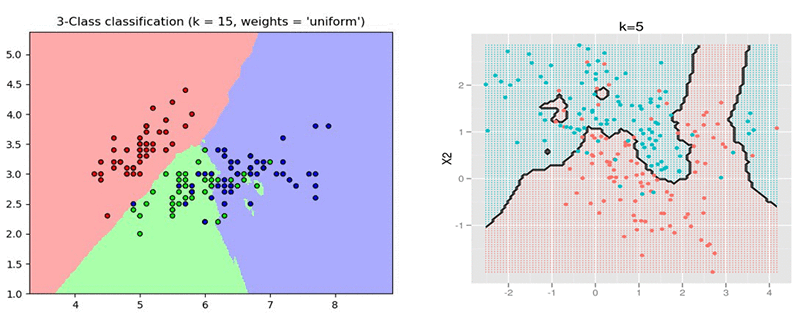 3-Class classification (k = 15, weights = 'uniform')
5.0
4.5
4.0
3.5
3.0
2.5
2.0
1.5
1.0
4 5 6 7 8
k=5
X2
2
1
0
-1
-2 -1 0 1 2 3 4